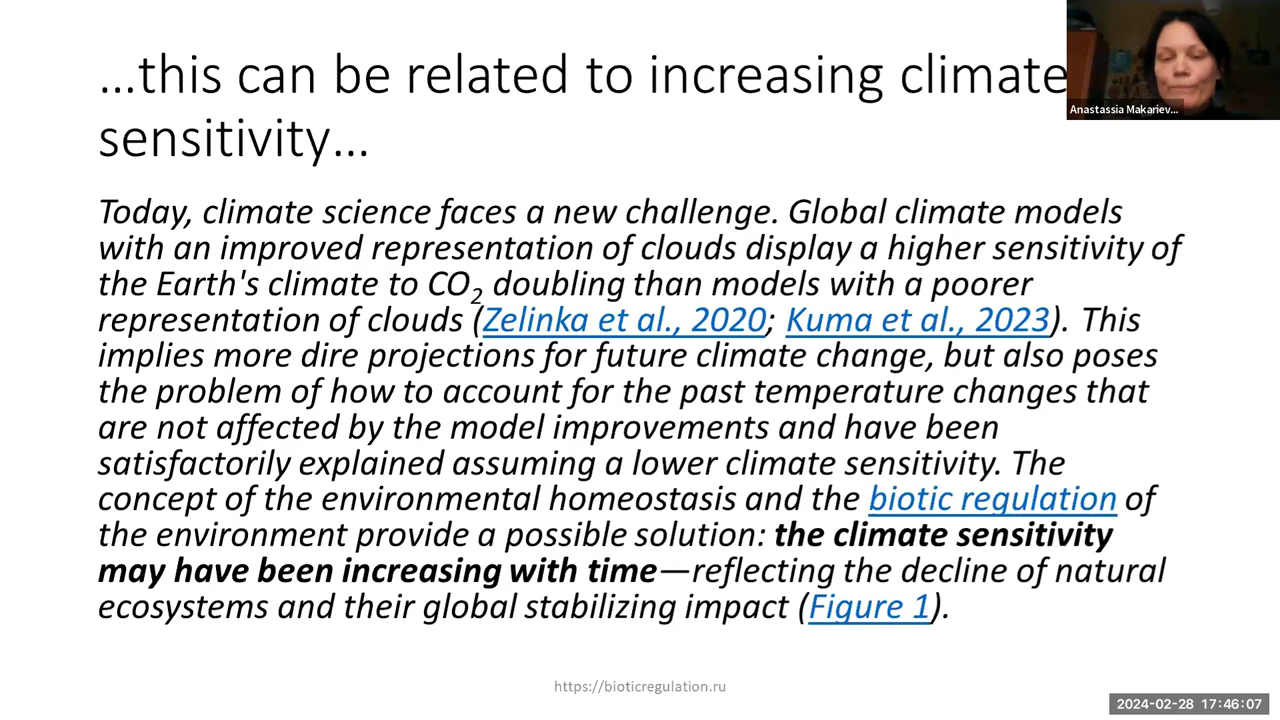 ...this can be related to increasing climate
sensitivity...
Anastassia Makariev...
Today, climate science faces a new challenge. Global climate models
with an improved representation of clouds display a higher sensitivity of
the Earth's climate to CO₂ doubling than models with a poorer
representation of clouds (Zelinka et al., 2020; Kuma et al., 2023). This
implies more dire projections for future climate change, but also poses
the problem of how to account for the past temperature changes that
are not affected by the model improvements and have been
satisfactorily explained assuming a lower climate sensitivity. The
concept of the environmental homeostasis and the biotic regulation of
the environment provide a possible solution: the climate sensitivity
may have been increasing with time—reflecting the decline of natural
ecosystems and their global stabilizing impact (Figure 1).
https://bioticregulation.ru
2024-02-28 17:46:07